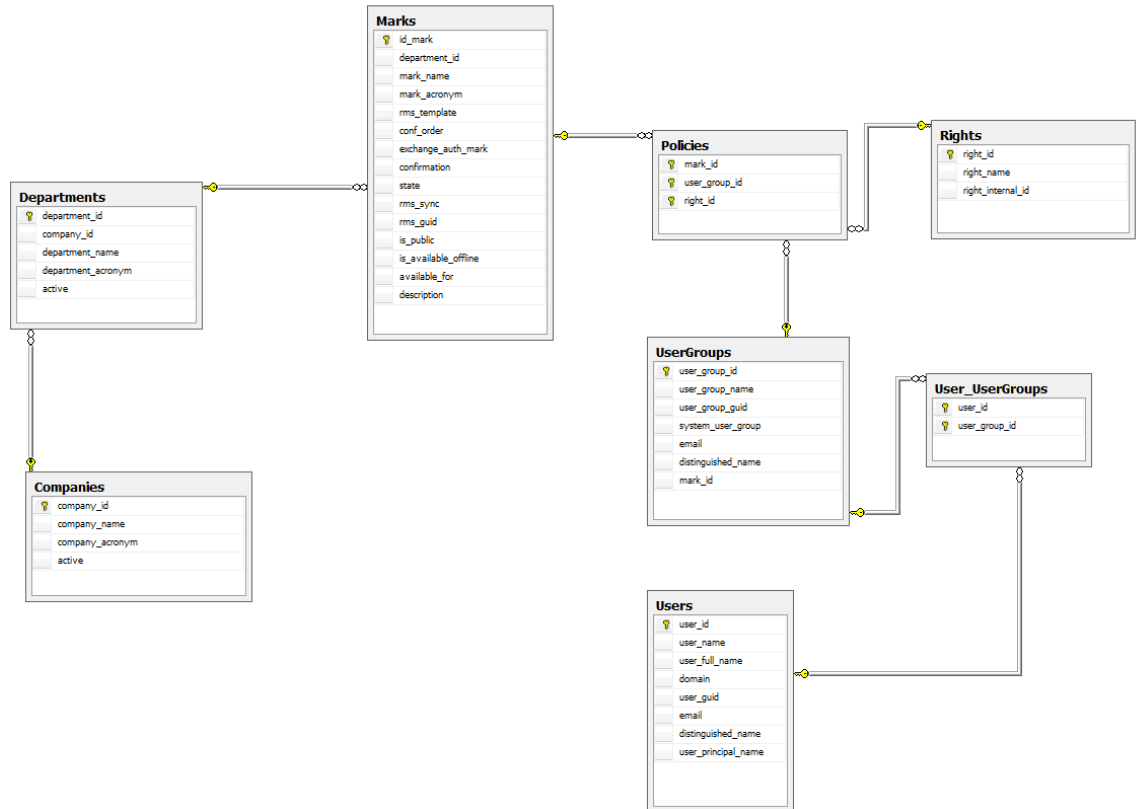 Marks
id_mark
department_id
mark_name
mark_acronym
rms_template
conf_order
exchange_auth_mark
confirmation
state
rms_sync
rms_guid
is_public
is_available_offline
available_for
description
Policies
mark_id
user_group_id
right_id
Rights
right_id
right_name
right_internal_id
Departments
department_id
company_id
department_name
department_acronym
active
UserGroups
user_group_id
user_group_name
user_group_guid
system_user_group
email
distinguished_name
mark_id
User_UserGroups
user_id
user_group_id
Companies
company_id
company_name
company_acronym
active
Users
user_id
user_name
user_full_name
domain
user_guid
email
distinguished_name
user_principal_name